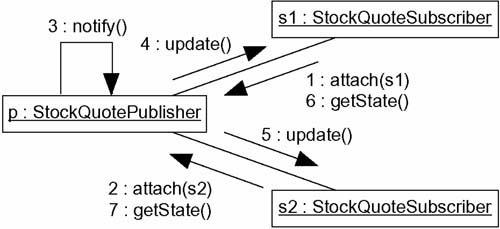 s1 : StockQuoteSubscriber
3 : notify()
4 : update()
1 : attach(s1)
6 : getState()
p : StockQuotePublisher
5 : update()
2 : attach(s2)
7 : getState()
s2 : StockQuoteSubscriber